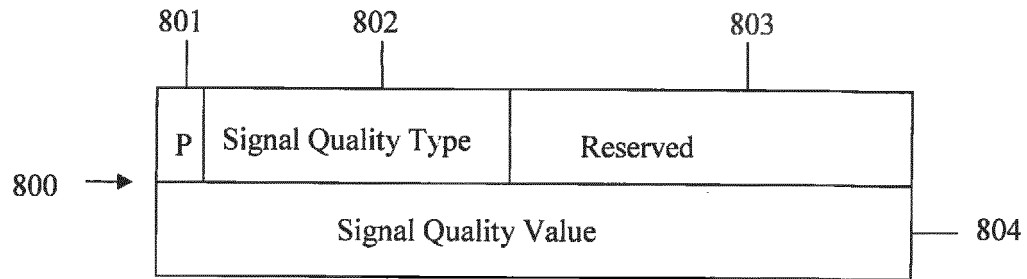 801 802 803
P Signal Quality Type Reserved
800
Signal Quality Value
804